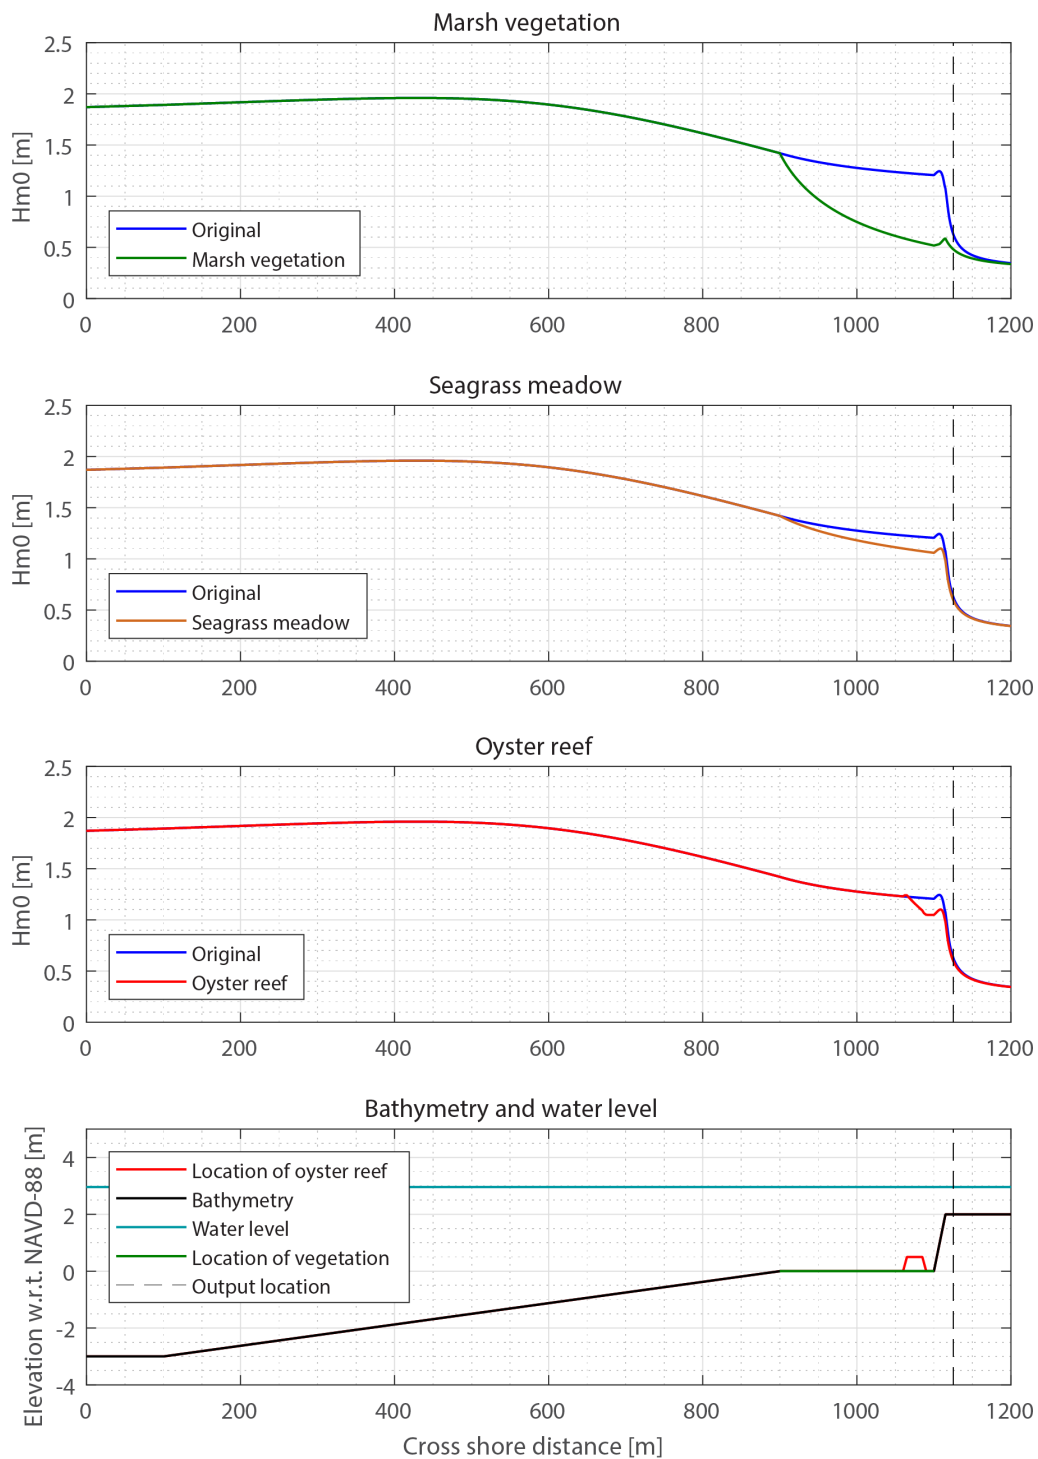 Marsh vegetation
2.5
2
1.5
1
0.5
0
Hm0 [m]
Original
Marsh vegetation
0 200 400 600 800 1000 1200
Seagrass meadow
2.5
2
1.5
1
0.5
0
Hm0 [m]
Original
Seagrass meadow
0 200 400 600 800 1000 1200
Oyster reef
2.5
2
1.5
1
0.5
0
Hm0 [m]
Original
Oyster reef
0 200 400 600 800 1000 1200
Bathymetry and water level
4
2
0
-2
-4
Elevation w.r.t. NAVD-88 [m]
Location of oyster reef
Bathymetry
Water level
Location of vegetation
Output location
0 200 400 600 800 1000 1200
Cross shore distance [m]